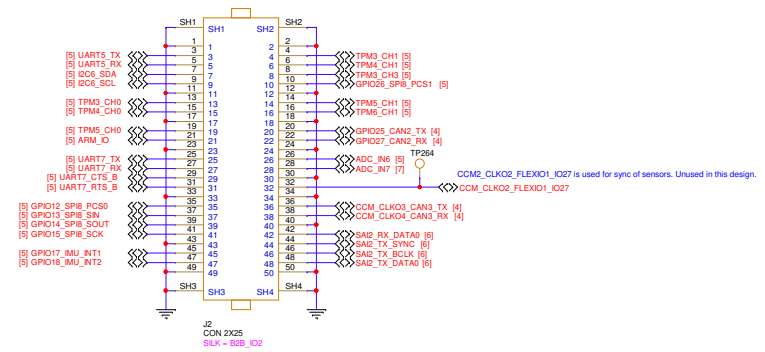 SH1 SH1 SH2 SH2
1 1 2 2
[5] UART5_TX 3 3 4 4 TPM3_CH1 [5]
[5] UART5_RX 5 5 6 6 TPM4_CH1 [5]
[5] I2C6_SDA 7 7 8 8 TPM3_CH3 [5]
[5] I2C6_SCL 9 9 10 10 GPIO26_SPI8_PCS1 [5]
11 11 12 12
[5] TPM3_CH0 13 13 14 14 TPM5_CH1 [5]
[5] TPM4_CH0 15 15 16 16 TPM6_CH1 [5]
17 17 18 18
[5] TPM5_CH0 19 19 20 20 GPIO25_CAN2_TX [4]
[5] ARM_IO 21 21 22 22 GPIO27_CAN2_RX [4]
23 23 24 24
[5] UART7_TX 25 25 26 26 ADC_IN6 [5]
[5] UART7_RX 27 27 28 28 ADC_IN7 [7]
TP264
[5] UART7_CTS_B 29 29 30 30
CCM2_CLKO2_FLEXIO1_IO27 is used for sync of sensors. Unused in this design.
[5] UART7_RTS_B 31 31 32 32 CCM_CLKO2_FLEXIO1_IO27
33 33 34 34
[5] GPIO12_SPI8_PCS0 35 35 36 36 CCM_CLKO3_CAN3_TX [4]
[5] GPIO13_SPI8_SIN 37 37 38 38 CCM_CLKO4_CAN3_RX [4]
[5] GPIO14_SPI8_SOUT 39 39 40 40
[5] GPIO15_SPI8_SCK 41 41 42 42 SAI2_RX_DATA0 [6]
43 43 44 44 SAI2_TX_SYNC [6]
[5] GPIO17_IMU_INT1 45 45 46 46 SAI2_TX_BCLK [6]
[5] GPIO18_IMU_INT2 47 47 48 48 SAI2_TX_DATA0 [6]
49 49 50 50
SH3 SH3 SH4 SH4
J2
CON 2X25
SILK = B2B_IO2